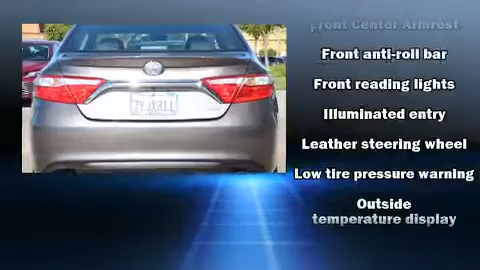 Front Center Armrest
Front anti-roll bar
Front reading lights
Illuminated entry
Leather steering wheel
Low tire pressure warning
Outside
temperature display